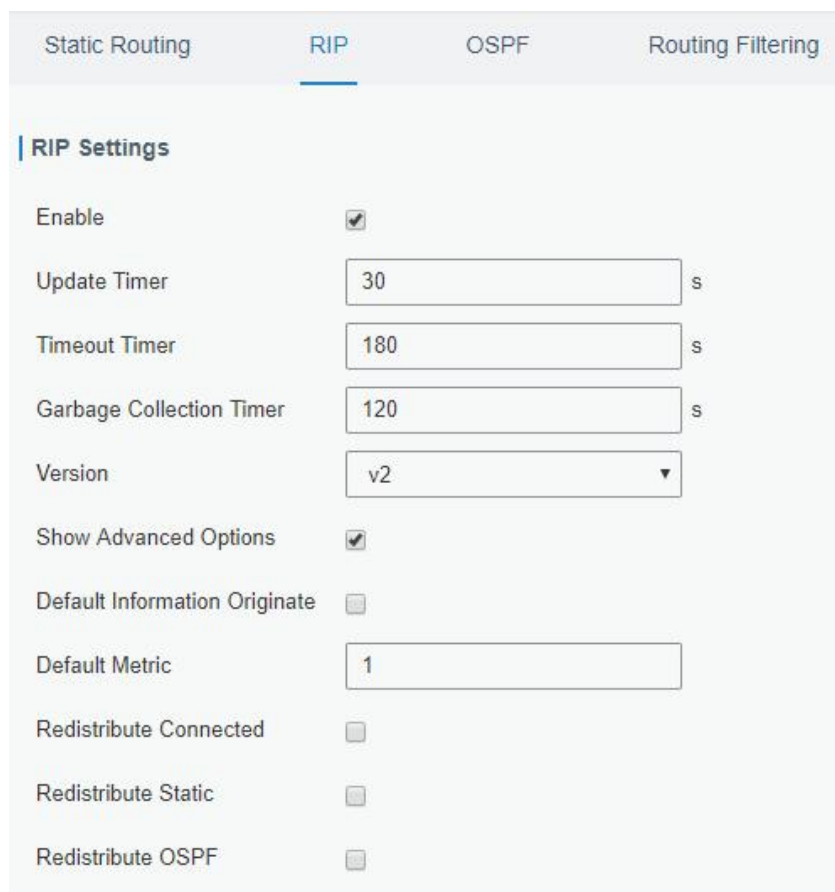 Static Routing RIP OSPF Routing Filtering
RIP Settings
Enable
Update Timer 30 s
Timeout Timer 180 s
Garbage Collection Timer 120 s
Version v2
Show Advanced Options
Default Information Originate
Default Metric 1
Redistribute Connected
Redistribute Static
Redistribute OSPF